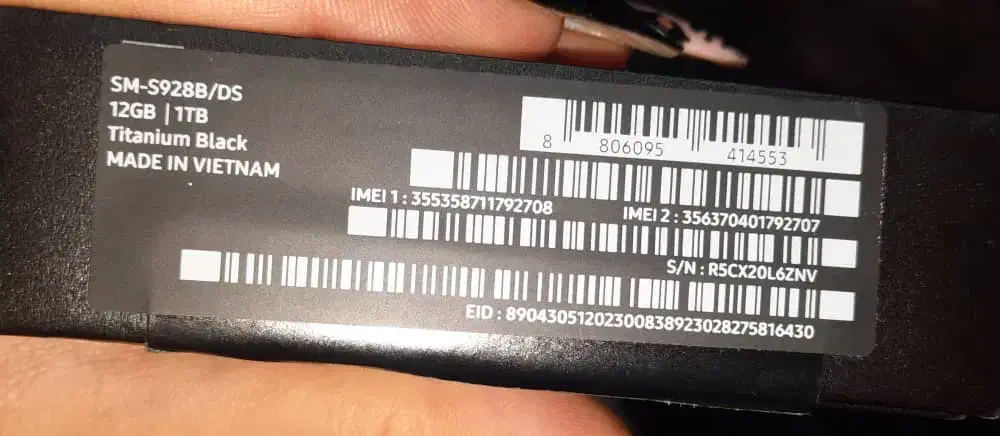 SM-S928B/DS
12GB | 1TB
Titanium Black
MADE IN VIETNAM
8 806095 414553
IMEI 1 : 355358711792708
IMEI 2 : 356370401792707
S/N : R5CX20L6ZNV
EID : 89043051202300838923028275816430